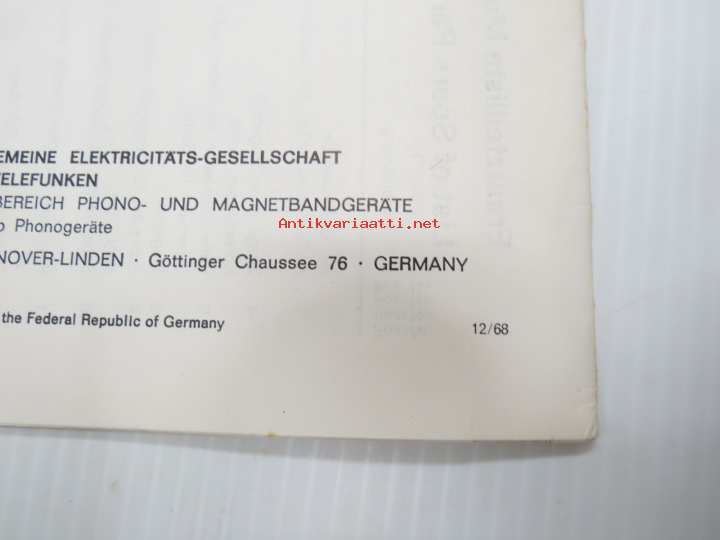 EMEINE ELEKTRICITÄTS-GESELLSCHAFT
TELEFUNKEN
BEREICH PHONO- UND MAGNETBANDGERÄTE
b Phonogeräte
Antikvariaatti.net
NOVER-LINDEN · Göttinger Chaussee 76 · GERMANY
the Federal Republic of Germany
12/68